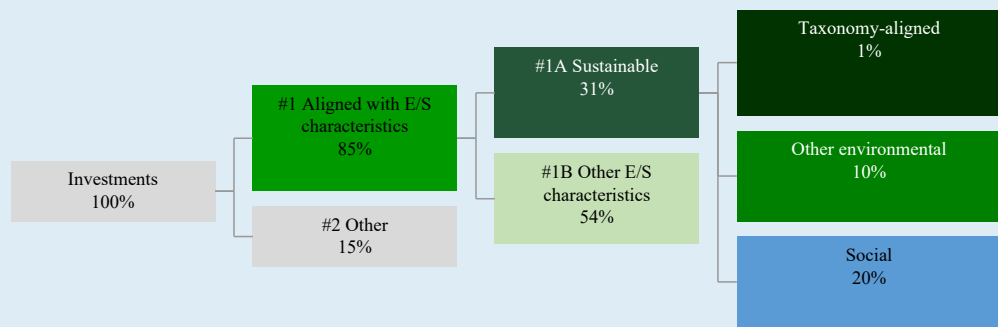 Investments
100%
#1 Aligned with E/S
characteristics
85%
#2 Other
15%
#1A Sustainable
31%
#1B Other E/S
characteristics
54%
Taxonomy-aligned
1%
Other environmental
10%
Social
20%